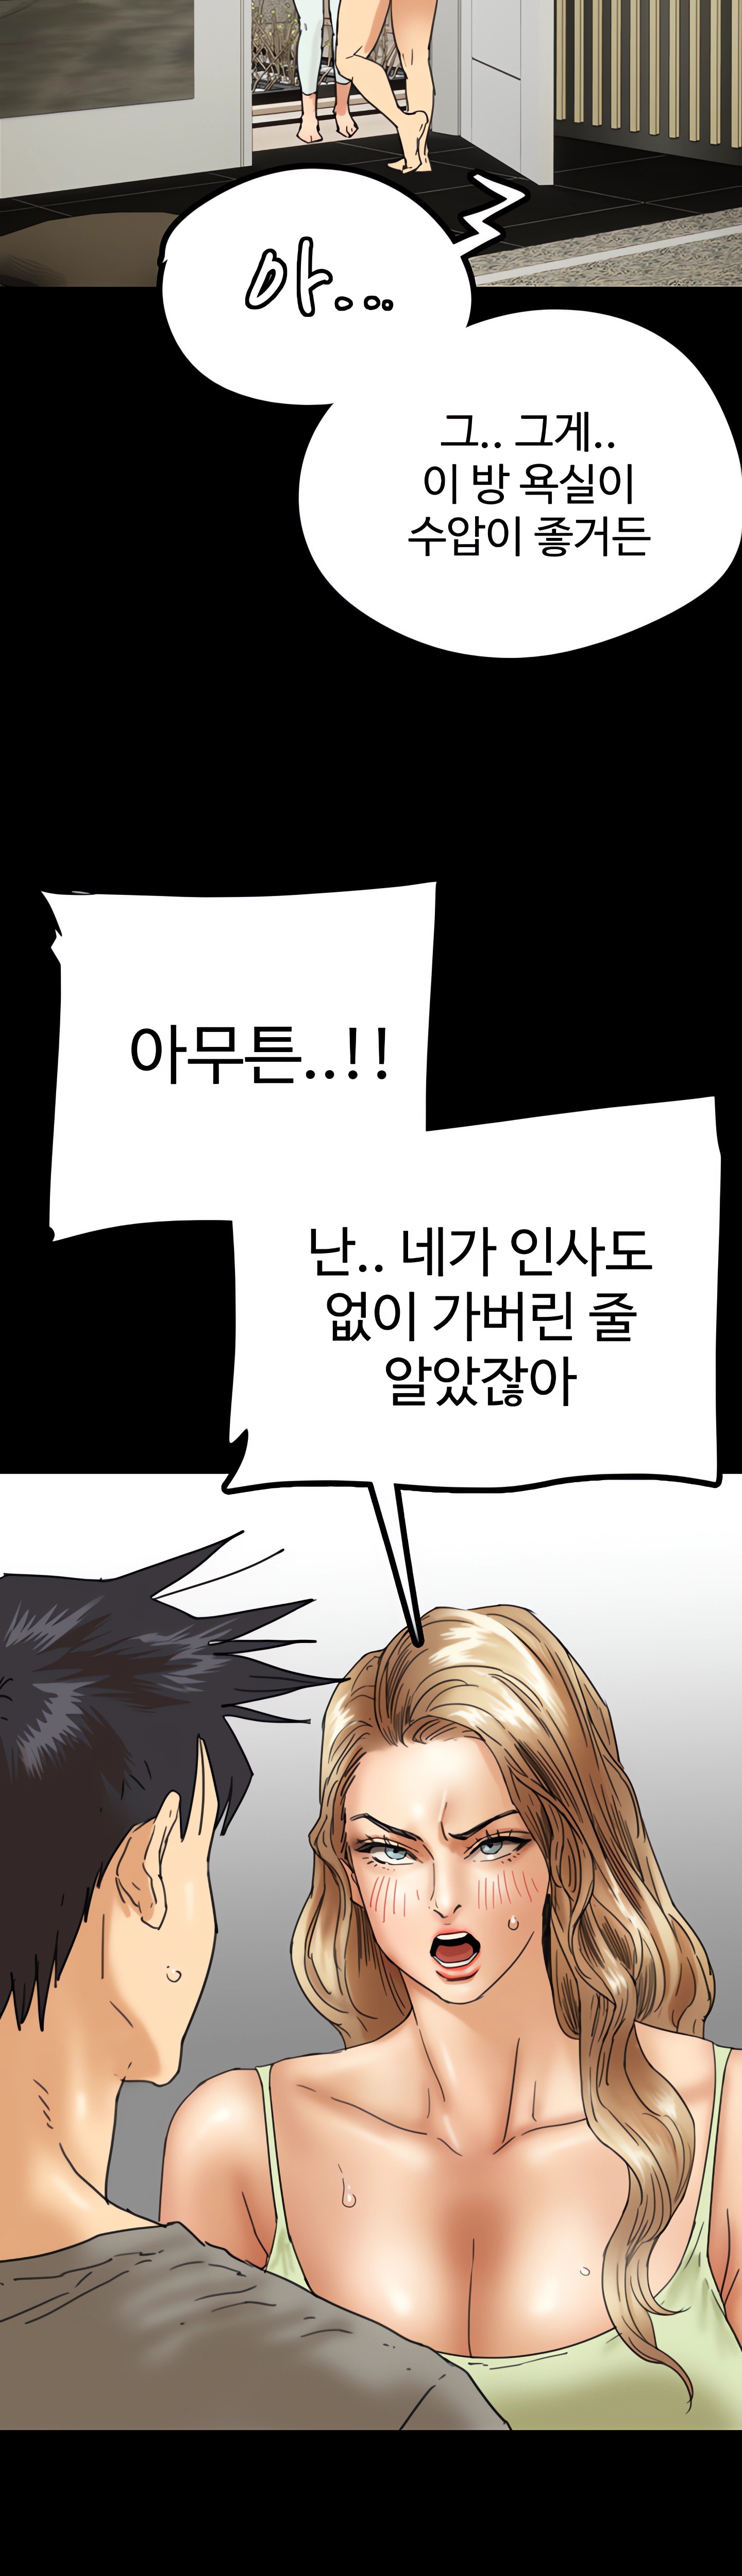 아...
그.. 그게..
이 방 욕실이
수압이 좋거든
아무튼..!!
난.. 네가 인사도
없이 가버린 줄
알았잖아